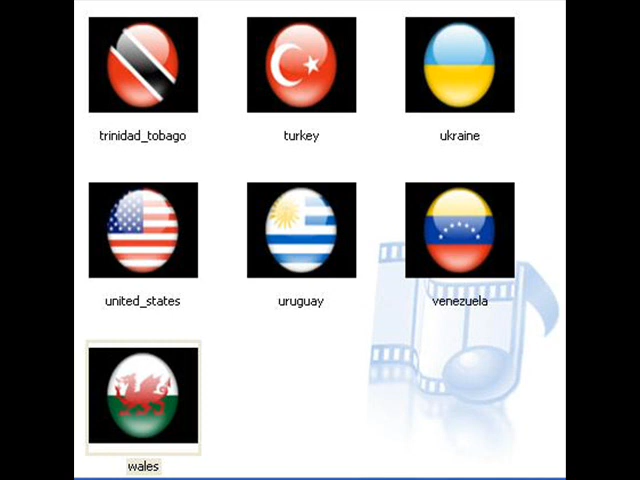 trinidad_tobago
turkey
ukraine
united_states
uruguay
venezuela
wales